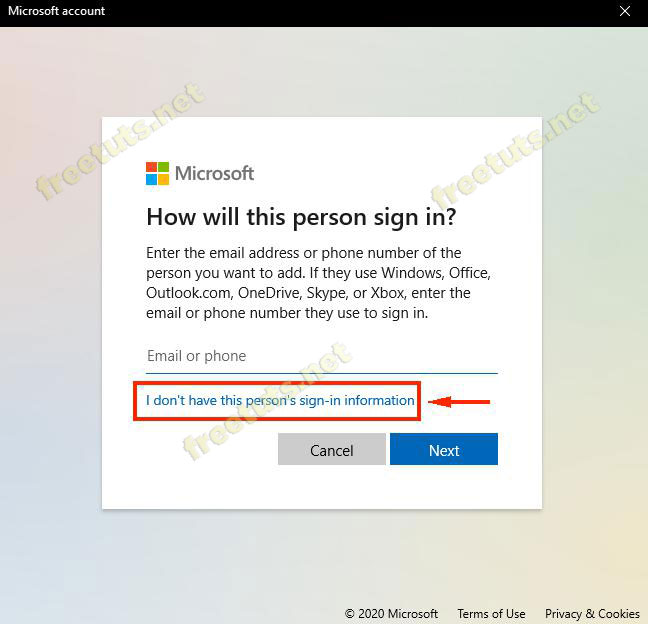 Microsoft account
freetuts.net
freetuts.net
Microsoft
How will this person sign in?
Enter the email address or phone number of the
person you want to add. If they use Windows, Office,
Outlook.com, OneDrive, Skype, or Xbox, enter the
email or phone number they use to sign in.
Email or phone
freetuts.net
I don't have this person's sign-in information
Cancel Next
© 2020 Microsoft Terms of Use Privacy & Cookies